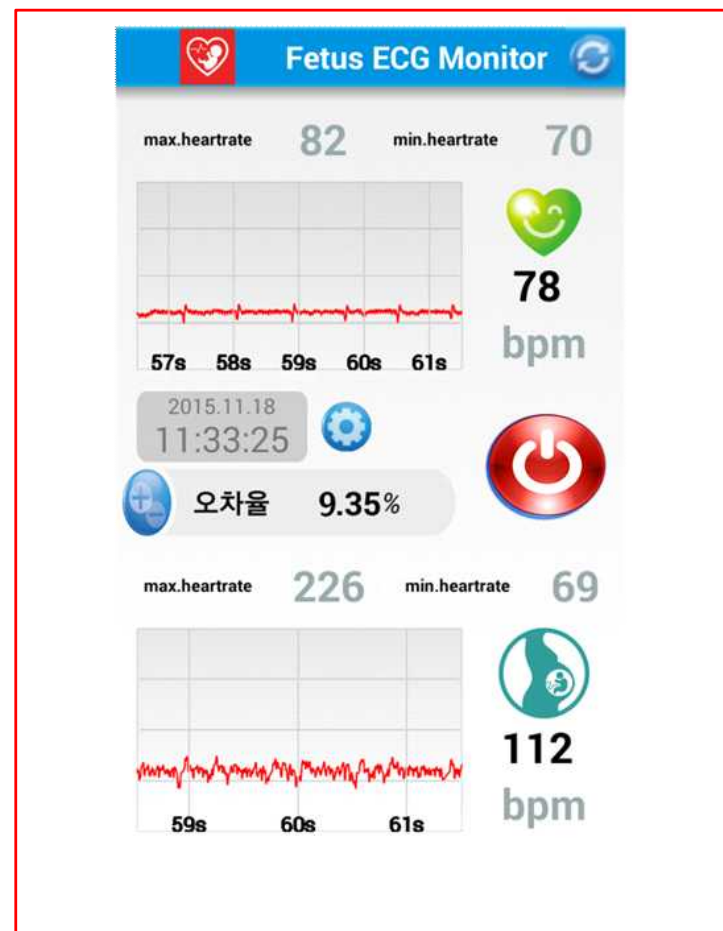 Fetus ECG Monitor
max.heartrate 82 min.heartrate 70
78
bpm
57s 58s 59s 60s 61s
2015.11.18
11:33:25
오차율 9.35%
max.heartrate 226 min.heartrate 69
112
bpm
59s 60s 61s